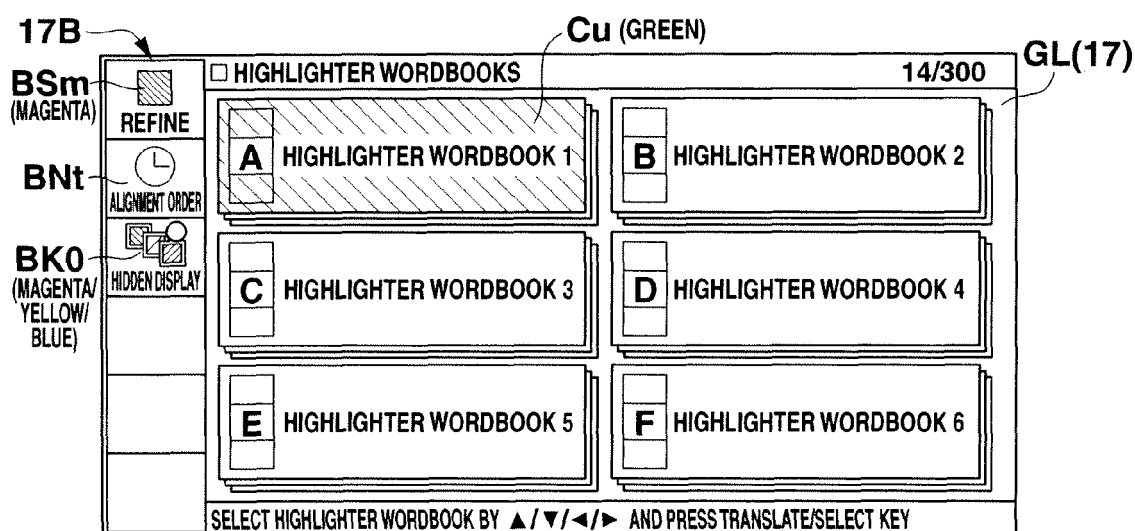 17B
Cu (GREEN)
GL(17)
BSm
(MAGENTA)
REFINE
□ HIGHLIGHTER WORDBOOKS 14/300
A HIGHLIGHTER WORDBOOK 1
B HIGHLIGHTER WORDBOOK 2
BNt
ALIGNMENT ORDER
BK0
(MAGENTA/
YELLOW/
BLUE)
HIDDEN DISPLAY
C HIGHLIGHTER WORDBOOK 3
D HIGHLIGHTER WORDBOOK 4
E HIGHLIGHTER WORDBOOK 5
F HIGHLIGHTER WORDBOOK 6
SELECT HIGHLIGHTER WORDBOOK BY ▲/▼/◄/► AND PRESS TRANSLATE/SELECT KEY